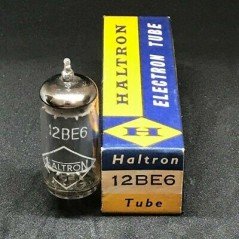 12BE6
HALTRON
HALTRON
ELECTRON TUBE
H
Haltron
12BE6
Tube